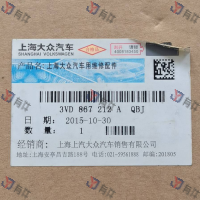 上海大众汽车
SHANGHAI VOLKSWAGEN
产品名: 上海大众汽车用维修配件
3VD 867 212 A QBJ
日期: 2015-10-30
数量: 1
经销商: 上海上汽大众汽车销售有限公司